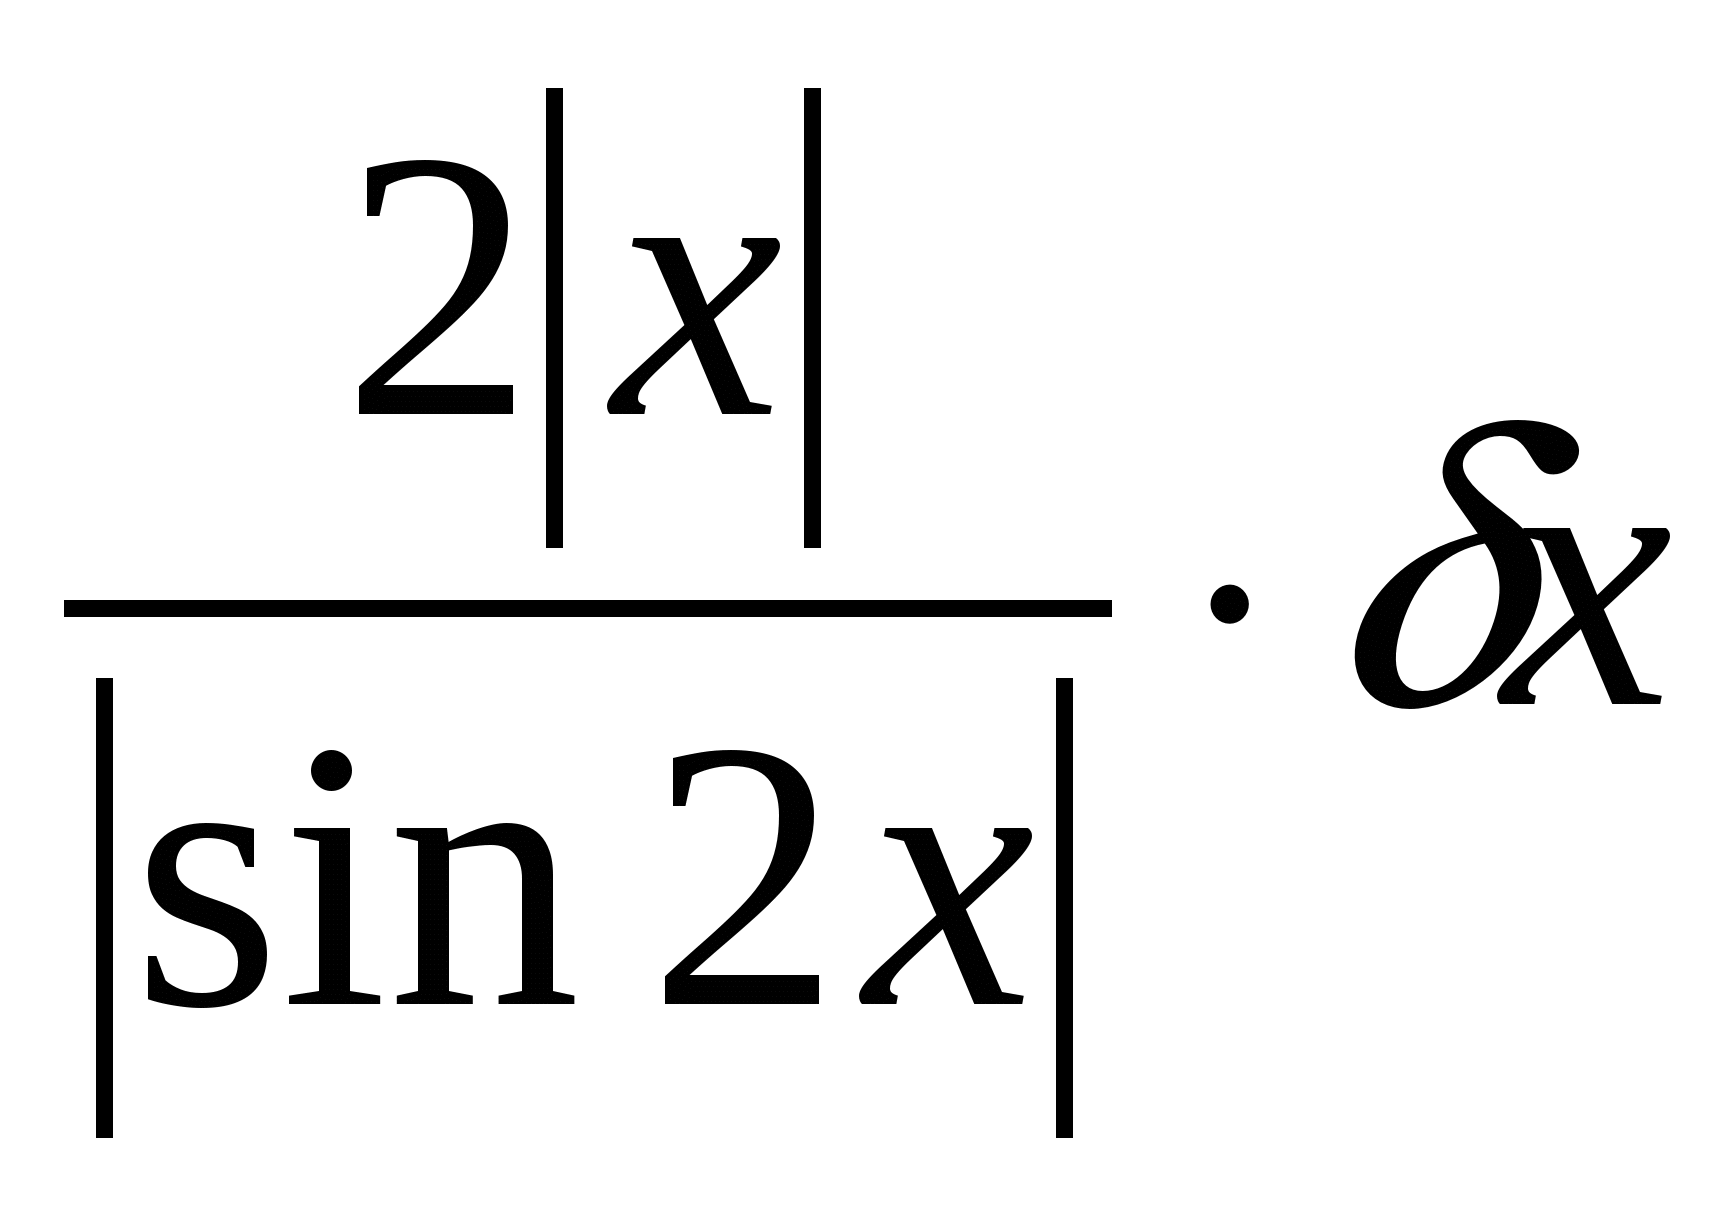 2|x|
· δx
|sin 2x|